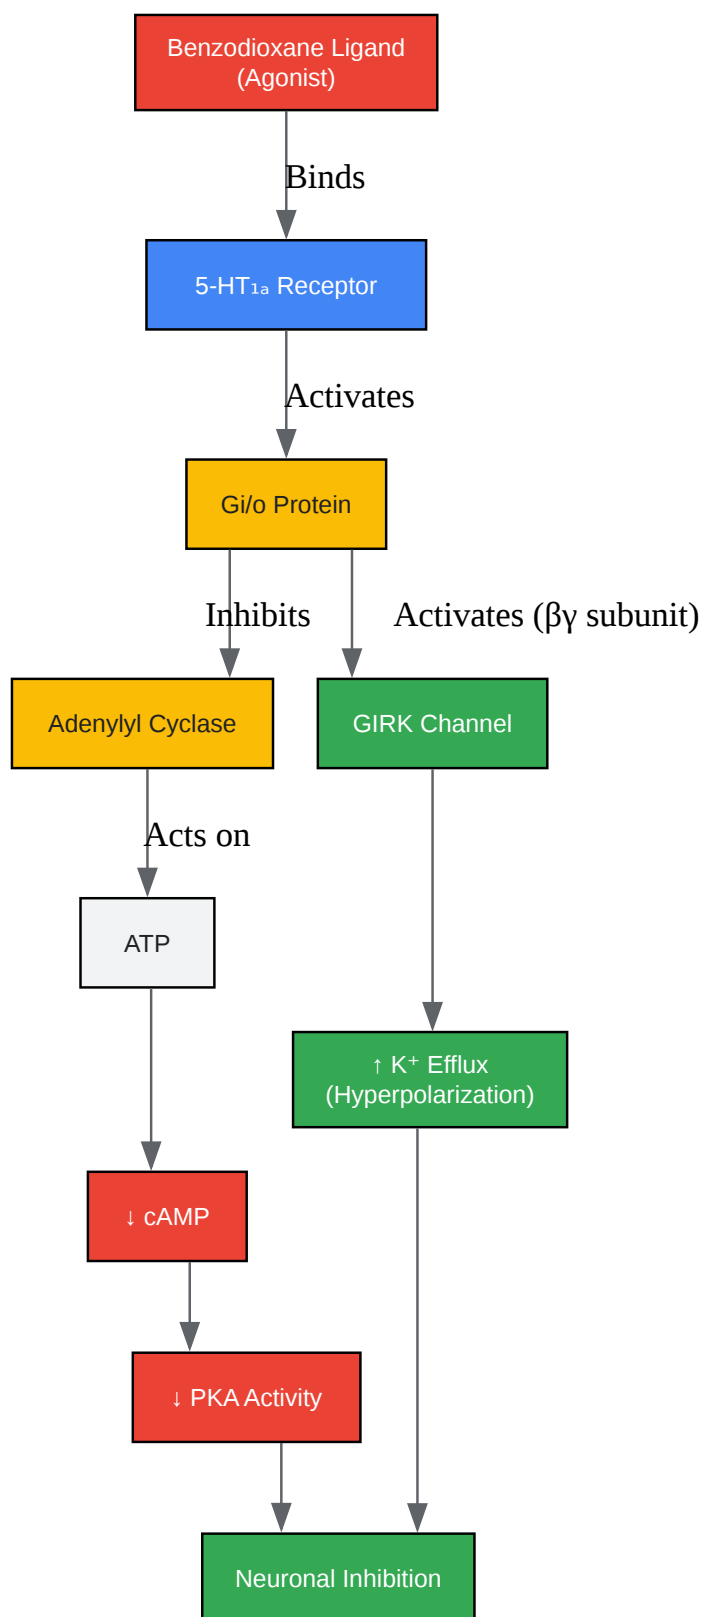 Benzodioxane Ligand
(Agonist)
Binds
5-HT₁ₐ Receptor
Activates
Gi/o Protein
Inhibits
Activates (βγ subunit)
Adenylyl Cyclase
GIRK Channel
Acts on
ATP
↑ K⁺ Efflux
(Hyperpolarization)
↓ cAMP
↓ PKA Activity
Neuronal Inhibition